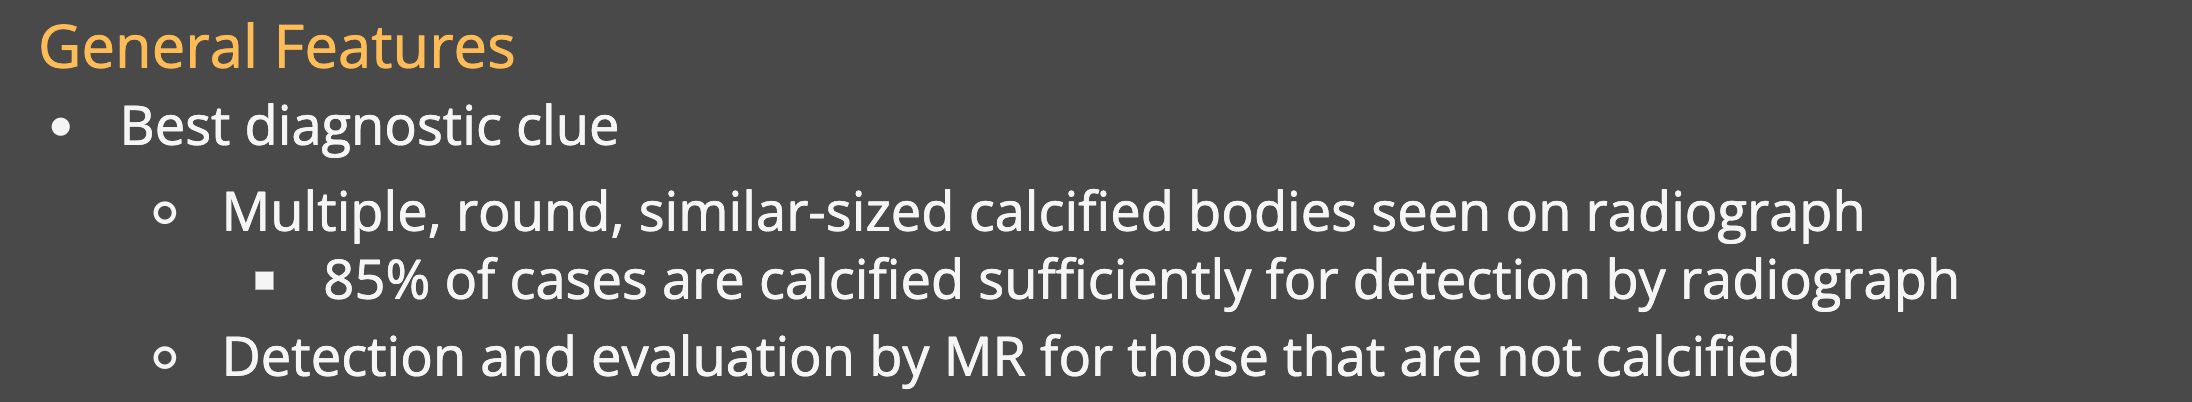 General Features
• Best diagnostic clue
○ Multiple, round, similar-sized calcified bodies seen on radiograph
▪ 85% of cases are calcified sufficiently for detection by radiograph
○ Detection and evaluation by MR for those that are not calcified